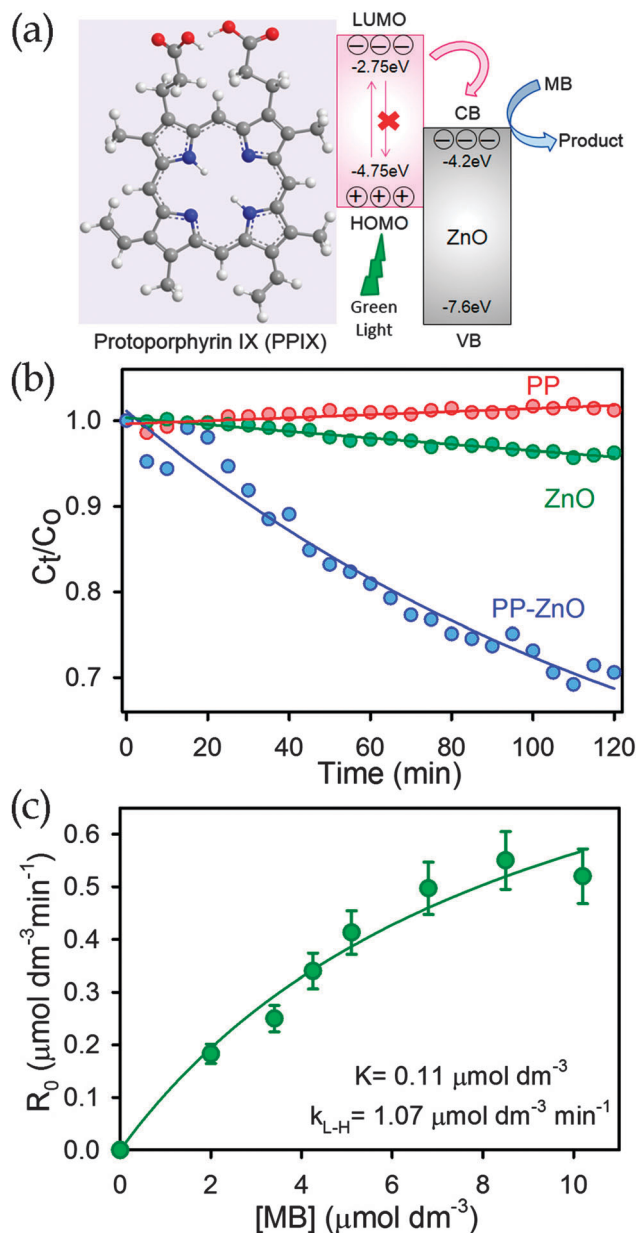 (a)
LUMO
⊖⊖⊖
-2.75eV
-4.75eV
⊕⊕⊕
HOMO
Green
Light
CB
⊖⊖⊖
-4.2eV
ZnO
-7.6eV
VB
MB
Product
Protoporphyrin IX (PPIX)
(b)
Cₜ/C₀
1.0
0.9
0.8
0.7
PP
ZnO
PP-ZnO
0 20 40 60 80 100 120
Time (min)
(c)
R₀ (μmol dm⁻³min⁻¹)
0.6
0.5
0.4
0.3
0.2
0.1
0.0
K= 0.11 μmol dm⁻³
k_L-H= 1.07 μmol dm⁻³ min⁻¹
0 2 4 6 8 10
[MB] (μmol dm⁻³)